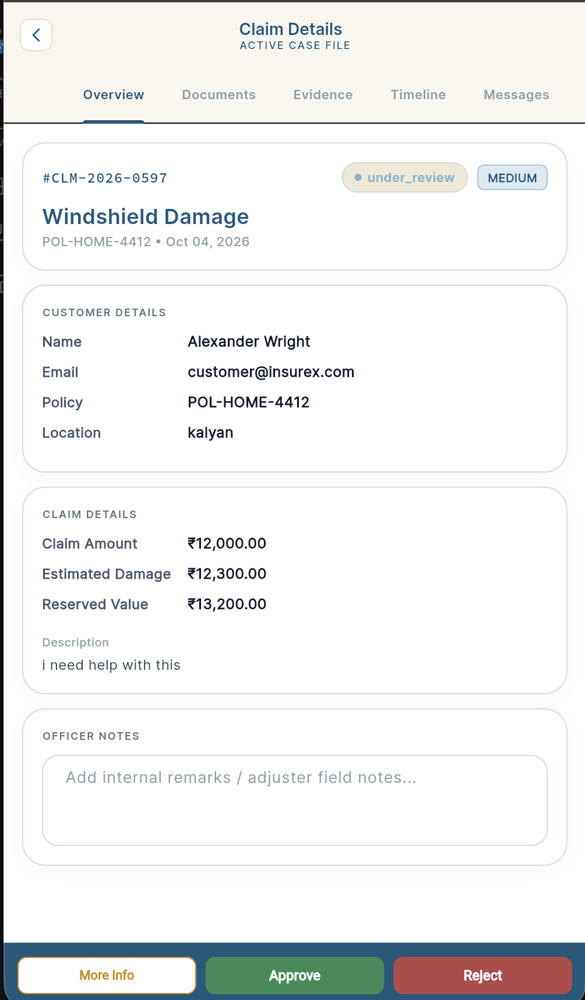 Claim Details
ACTIVE CASE FILE
Overview Documents Evidence Timeline Messages
#CLM-2026-0597 under_review MEDIUM
Windshield Damage
POL-HOME-4412 • Oct 04, 2026
CUSTOMER DETAILS
Name Alexander Wright
Email customer@insurex.com
Policy POL-HOME-4412
Location kalyan
CLAIM DETAILS
Claim Amount ₹12,000.00
Estimated Damage ₹12,300.00
Reserved Value ₹13,200.00
Description
i need help with this
OFFICER NOTES
Add internal remarks / adjuster field notes...
More Info Approve Reject